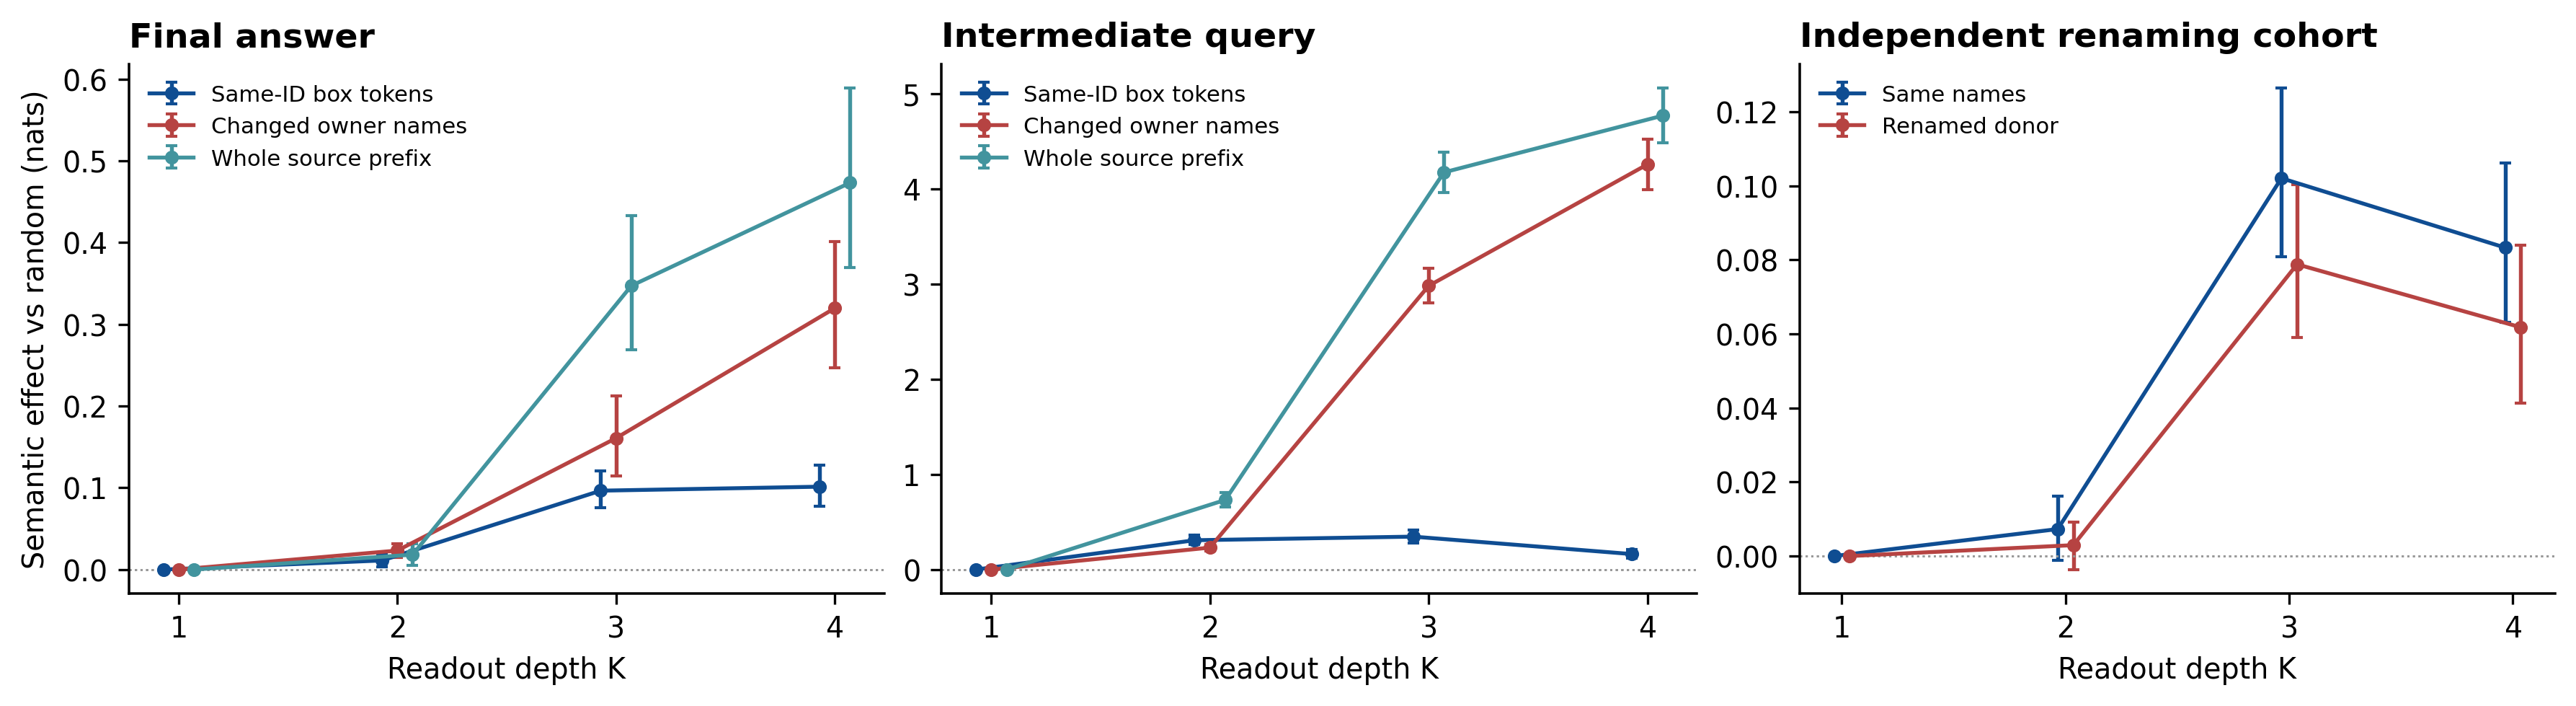 Final answer
Semantic effect vs random (nats)
0.6
0.5
0.4
0.3
0.2
0.1
0.0
Same-ID box tokens
Changed owner names
Whole source prefix
1 2 3 4
Readout depth K
Intermediate query
5
4
3
2
1
0
Same-ID box tokens
Changed owner names
Whole source prefix
1 2 3 4
Readout depth K
Independent renaming cohort
0.12
0.10
0.08
0.06
0.04
0.02
0.00
Same names
Renamed donor
1 2 3 4
Readout depth K